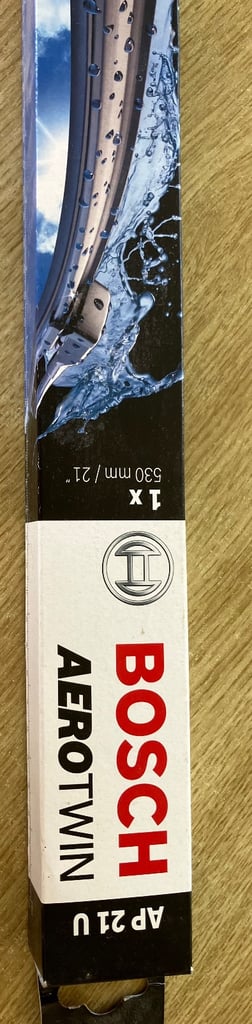 1 x
530 mm / 21"
BOSCH
AEROTWIN
AP 21 U